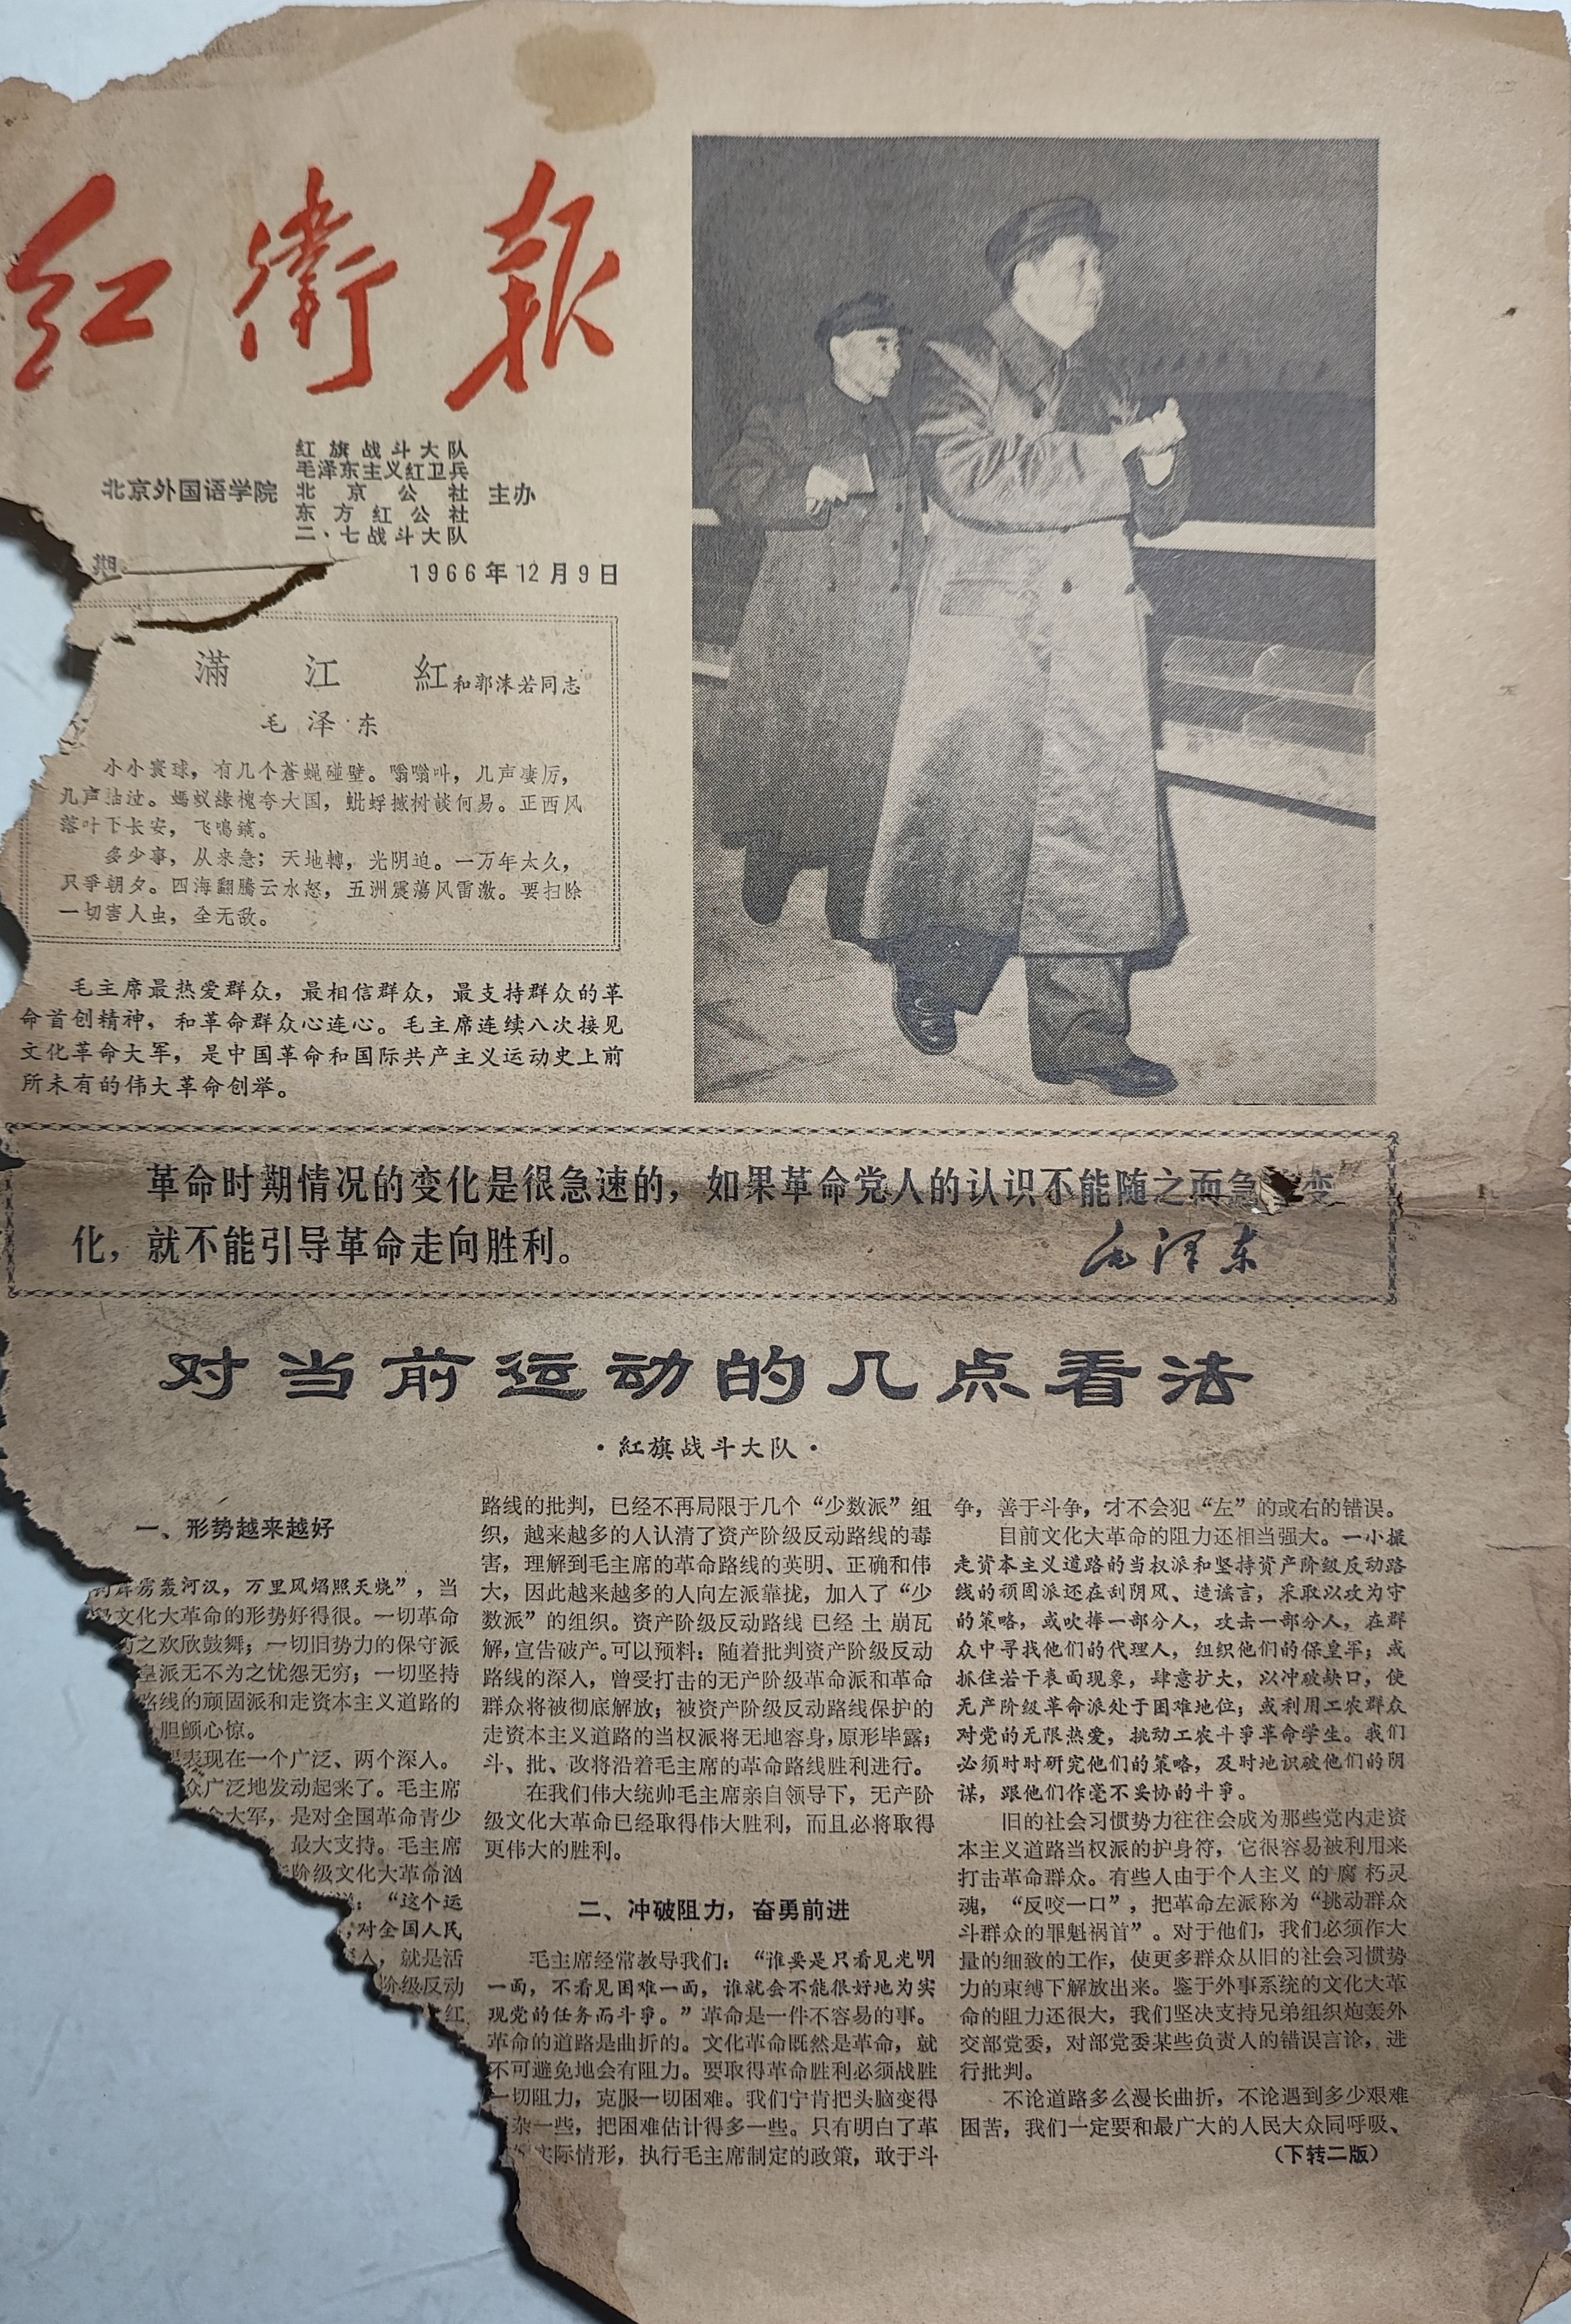 红衛報
北京外国语学院
红旗战斗大队
毛泽东主义红卫兵
北京公社
东方红公社
二·七战斗大队
主办
期
1966年12月9日
滿江紅 和郭沫若同志
毛泽东
小小寰球，有几个蒼蝇碰壁。嗡嗡叫，几声凄厉，
几声抽泣。螞蚁緣槐夸大国，蚍蜉撼树談何易。正西风
落叶下长安，飞鳴鏑。
多少事，从来急；天地轉，光阴迫。一万年太久，
只爭朝夕。四海翻騰云水怒，五洲震蕩风雷激。要扫除
一切害人虫，全无敌。
毛主席最热爱群众，最相信群众，最支持群众的革
命首创精神，和革命群众心连心。毛主席连续八次接见
文化革命大军，是中国革命和国际共产主义运动史上前
所未有的伟大革命创举。
革命时期情况的变化是很急速的，如果革命党人的认识不能随之而急变
化，就不能引导革命走向胜利。
毛泽东
对当前运动的几点看法
·紅旗战斗大队·
一、形势越来越好
雳轰河汉，万里风焰照天烧”，当
文化大革命的形势好得很。一切革命
之欢欣鼓舞；一切旧势力的保守派
皇派无不为之忧怨无穷；一切坚持
路线的顽固派和走资本主义道路的
胆颤心惊。
表现在一个广泛、两个深入。
众广泛地发动起来了。毛主席
大军，是对全国革命青少
最大支持。毛主席
阶级文化大革命汹
：“这个运
对全国人民
入，就是活
阶级反动
红
路线的批判，已经不再局限于几个“少数派”组
织，越来越多的人认清了资产阶级反动路线的毒
害，理解到毛主席的革命路线的英明、正确和伟
大，因此越来越多的人向左派靠拢，加入了“少
数派”的组织。资产阶级反动路线已经土崩瓦
解，宣告破产。可以预料：随着批判资产阶级反动
路线的深入，曾受打击的无产阶级革命派和革命
群众将被彻底解放；被资产阶级反动路线保护的
走资本主义道路的当权派将无地容身，原形毕露；
斗、批、改将沿着毛主席的革命路线胜利进行。
在我们伟大统帅毛主席亲自领导下，无产阶
级文化大革命已经取得伟大胜利，而且必将取得
更伟大的胜利。
二、冲破阻力，奋勇前进
毛主席经常教导我们：“谁要是只看见光明
一面，不看见困难一面，谁就会不能很好地为实
现党的任务而斗爭。”革命是一件不容易的事。
革命的道路是曲折的。文化革命既然是革命，就
不可避免地会有阻力。要取得革命胜利必须战胜
一切阻力，克服一切困难。我们宁肯把头脑变得
杂一些，把困难估计得多一些。只有明白了革
实际情形，执行毛主席制定的政策，敢于斗
争，善于斗争，才不会犯“左”的或右的错误。
目前文化大革命的阻力还相当强大。一小撮
走资本主义道路的当权派和坚持资产阶级反动路
线的顽固派还在刮阴风、造谣言，采取以攻为守
的策略，或吹捧一部分人，攻击一部分人，在群
众中寻找他们的代理人，组织他们的保皇军；或
抓住若干表面现象，肆意扩大，以冲破缺口，使
无产阶级革命派处于困难地位；或利用工农群众
对党的无限热爱，挑动工农斗爭革命学生。我们
必须时时研究他们的策略，及时地识破他们的阴
谋，跟他们作毫不妥协的斗爭。
旧的社会习惯势力往往会成为那些党内走资
本主义道路当权派的护身符，它很容易被利用来
打击革命群众。有些人由于个人主义的腐朽灵
魂，“反咬一口”，把革命左派称为“挑动群众
斗群众的罪魁祸首”。对于他们，我们必须作大
量的细致的工作，使更多群众从旧的社会习惯势
力的束缚下解放出来。鉴于外事系统的文化大革
命的阻力还很大，我们坚决支持兄弟组织炮轰外
交部党委，对部党委某些负责人的错误言论，进
行批判。
不论道路多么漫长曲折，不论遇到多少艰难
困苦，我们一定要和最广大的人民大众同呼吸、
（下转二版）